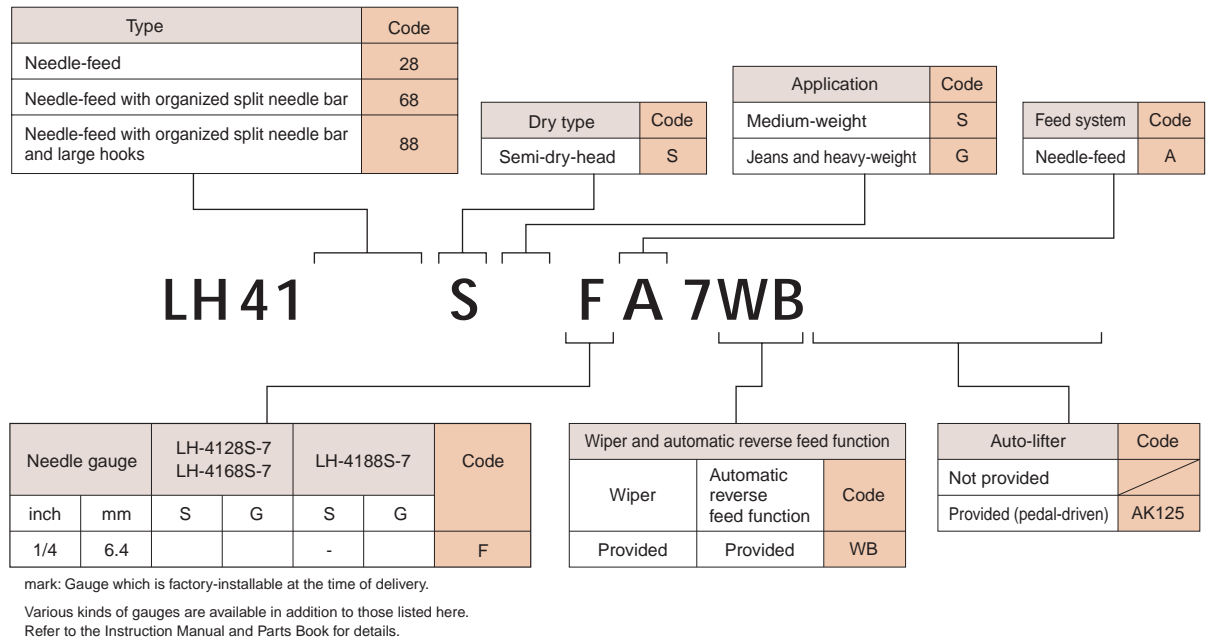 Type Code
Needle-feed 28
Needle-feed with organized split needle bar 68
Needle-feed with organized split needle bar
and large hooks 88
Dry type Code
Semi-dry-head S
Application Code
Medium-weight S
Jeans and heavy-weight G
Feed system Code
Needle-feed A
LH41 S F A 7WB
Needle gauge LH-4128S-7
LH-4168S-7 LH-4188S-7 Code
inch mm S G S G
1/4 6.4 - F
mark: Gauge which is factory-installable at the time of delivery.
Various kinds of gauges are available in addition to those listed here.
Refer to the Instruction Manual and Parts Book for details.
Wiper and automatic reverse feed function
Wiper Automatic
reverse
feed function Code
Provided Provided WB
Auto-lifter Code
Not provided
Provided (pedal-driven) AK125